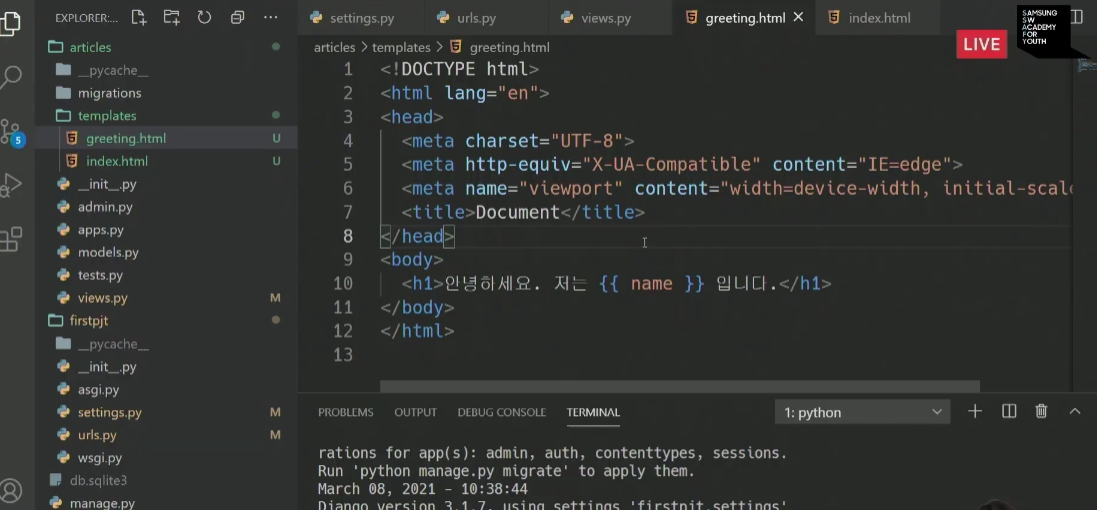 EXPLORER:...
settings.py
urls.py
views.py
greeting.html
index.html
LIVE
SAMSUNG
SW
ACADEMY
FOR
YOUTH
articles
__pycache__
migrations
templates
greeting.html U
index.html U
__init__.py
admin.py
apps.py
models.py
tests.py
views.py M
firstpjt
__pycache__
__init__.py
asgi.py
settings.py M
urls.py M
wsgi.py
db.sqlite3
manage.py
5
articles > templates > greeting.html
1 <!DOCTYPE html>
2 <html lang="en">
3 <head>
4 <meta charset="UTF-8">
5 <meta http-equiv="X-UA-Compatible" content="IE=edge">
6 <meta name="viewport" content="width=device-width, initial-scale
7 <title>Document</title>
8 </head>
9 <body>
10 <h1>안녕하세요. 저는 {{ name }} 입니다.</h1>
11 </body>
12 </html>
13
PROBLEMS OUTPUT DEBUG CONSOLE TERMINAL 1: python
rations for app(s): admin, auth, contenttypes, sessions.
Run 'python manage.py migrate' to apply them.
March 08, 2021 - 10:38:44
Django version 3.1.7, using settings 'firstpjt.settings'